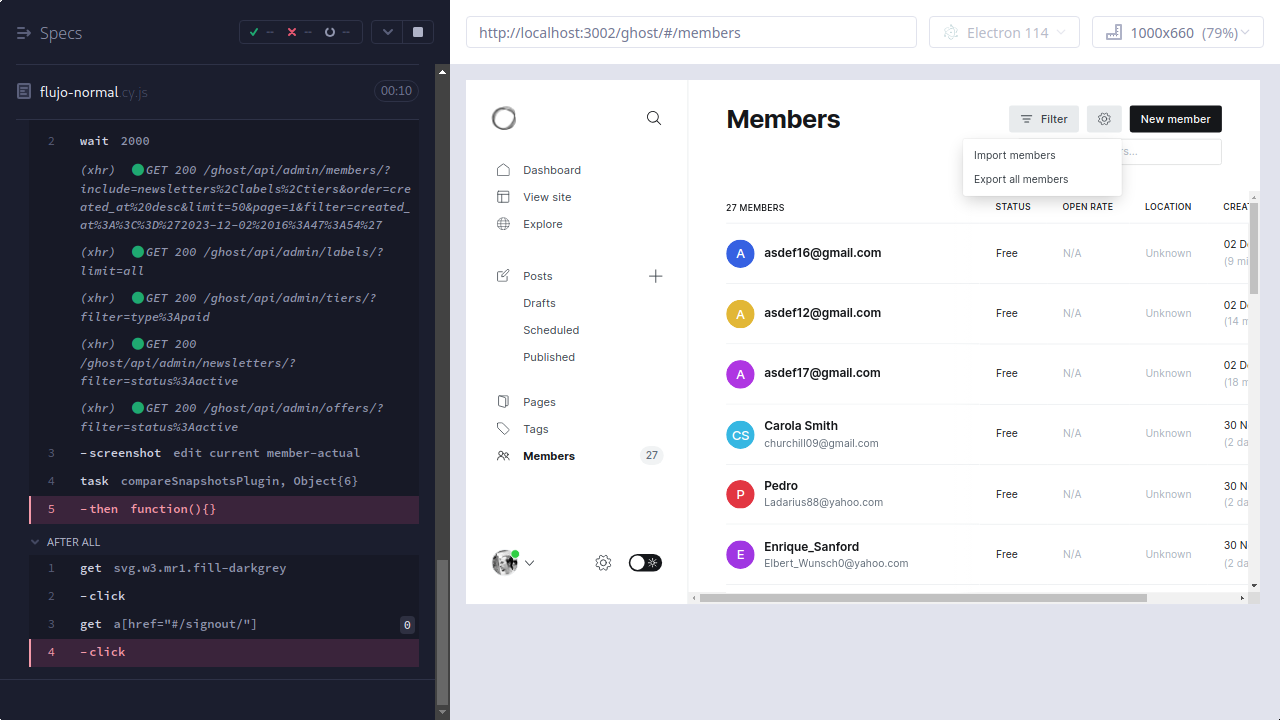 Specs
--
--
--
flujo-normal.cy.js
00:10
2 wait 2000
(xhr) GET 200 /ghost/api/admin/members/?
include=newsletters%2Clabels%2Ctiers&order=cre
ated_at%20desc&limit=50&page=1&filter=created_
at%3A%3C%3D%272023-12-02%2016%3A47%3A54%27
(xhr) GET 200 /ghost/api/admin/labels/?
limit=all
(xhr) GET 200 /ghost/api/admin/tiers/?
filter=type%3Apaid
(xhr) GET 200
/ghost/api/admin/newsletters/?
filter=status%3Aactive
(xhr) GET 200 /ghost/api/admin/offers/?
filter=status%3Aactive
3 -screenshot edit current member-actual
4 task compareSnapshotsPlugin, Object{6}
5 -then function(){}
AFTER ALL
1 get svg.w3.mr1.fill-darkgrey
2 -click
3 get a[href="#/signout/"] 0
4 -click
http://localhost:3002/ghost/#/members
Electron 114
1000x660 (79%)
Dashboard
View site
Explore
Posts
Drafts
Scheduled
Published
Pages
Tags
Members 27
Members
Filter
New member
Import members
Export all members
s...
27 MEMBERS STATUS OPEN RATE LOCATION CREAT
A asdef16@gmail.com Free N/A Unknown 02 De
(9 mi
A asdef12@gmail.com Free N/A Unknown 02 De
(14 m
A asdef17@gmail.com Free N/A Unknown 02 De
(18 m
CS Carola Smith Free N/A Unknown 30 N
churchill09@gmail.com (2 da
P Pedro Free N/A Unknown 30 N
Ladarius88@yahoo.com (2 da
E Enrique_Sanford Free N/A Unknown 30 N
Elbert_Wunsch0@yahoo.com (2 da